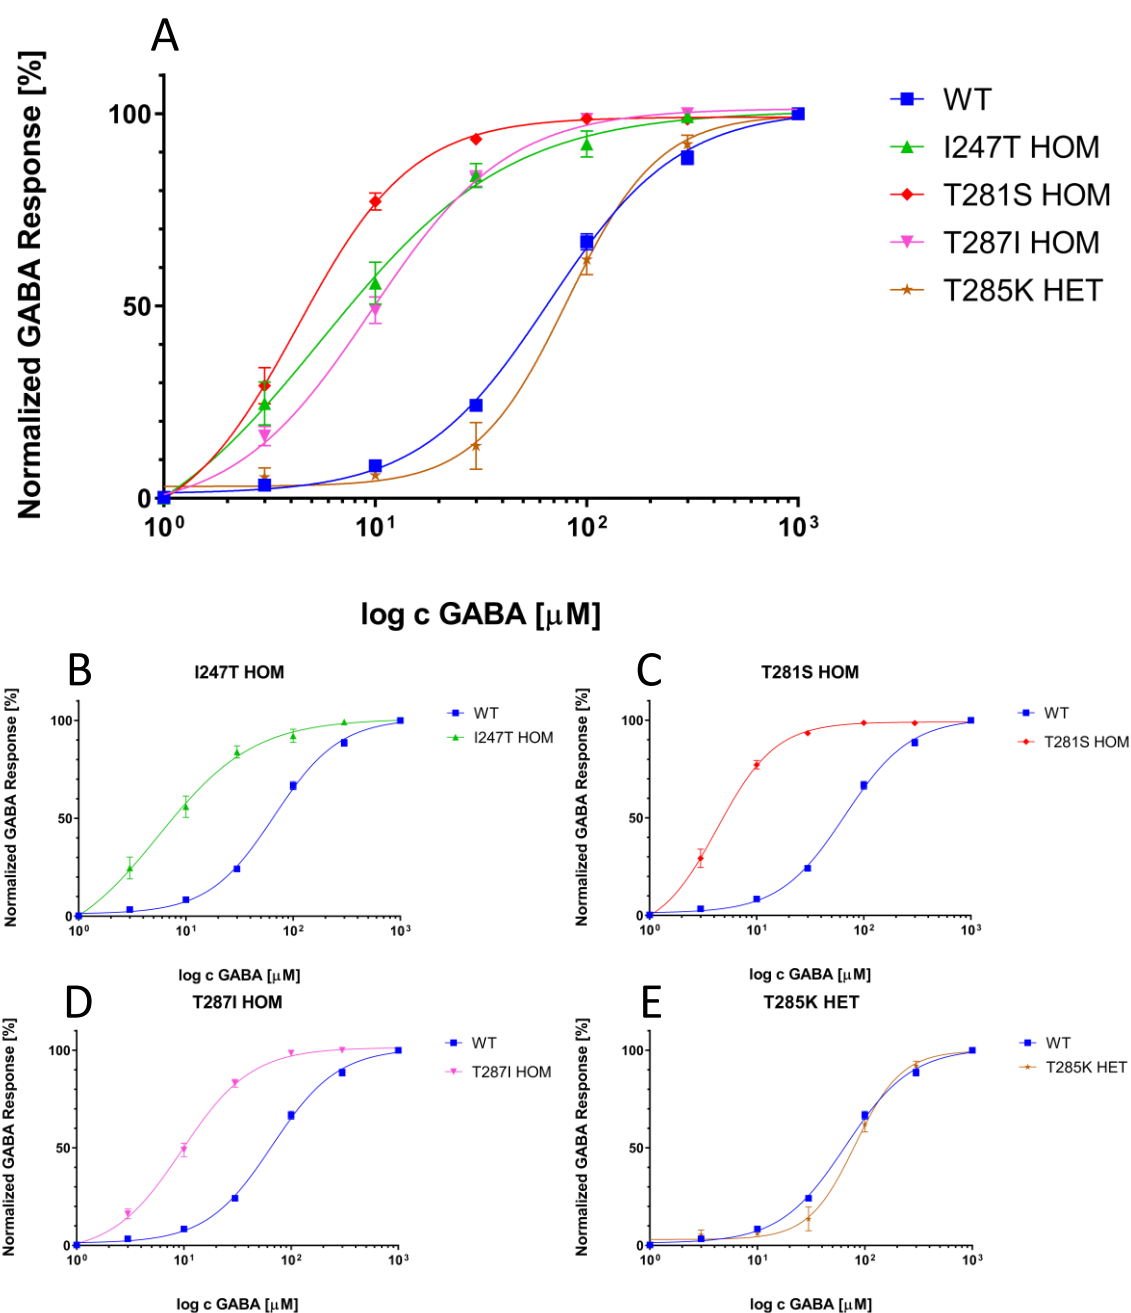 A
Normalized GABA Response [%]
100
50
0
10⁰ 10¹ 10² 10³
log c GABA [µM]
WT
I247T HOM
T281S HOM
T287I HOM
T285K HET
B
I247T HOM
Normalized GABA Response [%]
100
50
0
10⁰ 10¹ 10² 10³
log c GABA [µM]
WT
I247T HOM
C
T281S HOM
Normalized GABA Response [%]
100
50
0
10⁰ 10¹ 10² 10³
log c GABA [µM]
WT
T281S HOM
D
T287I HOM
Normalized GABA Response [%]
100
50
0
10⁰ 10¹ 10² 10³
log c GABA [µM]
WT
T287I HOM
E
T285K HET
Normalized GABA Response [%]
100
50
0
10⁰ 10¹ 10² 10³
log c GABA [µM]
WT
T285K HET